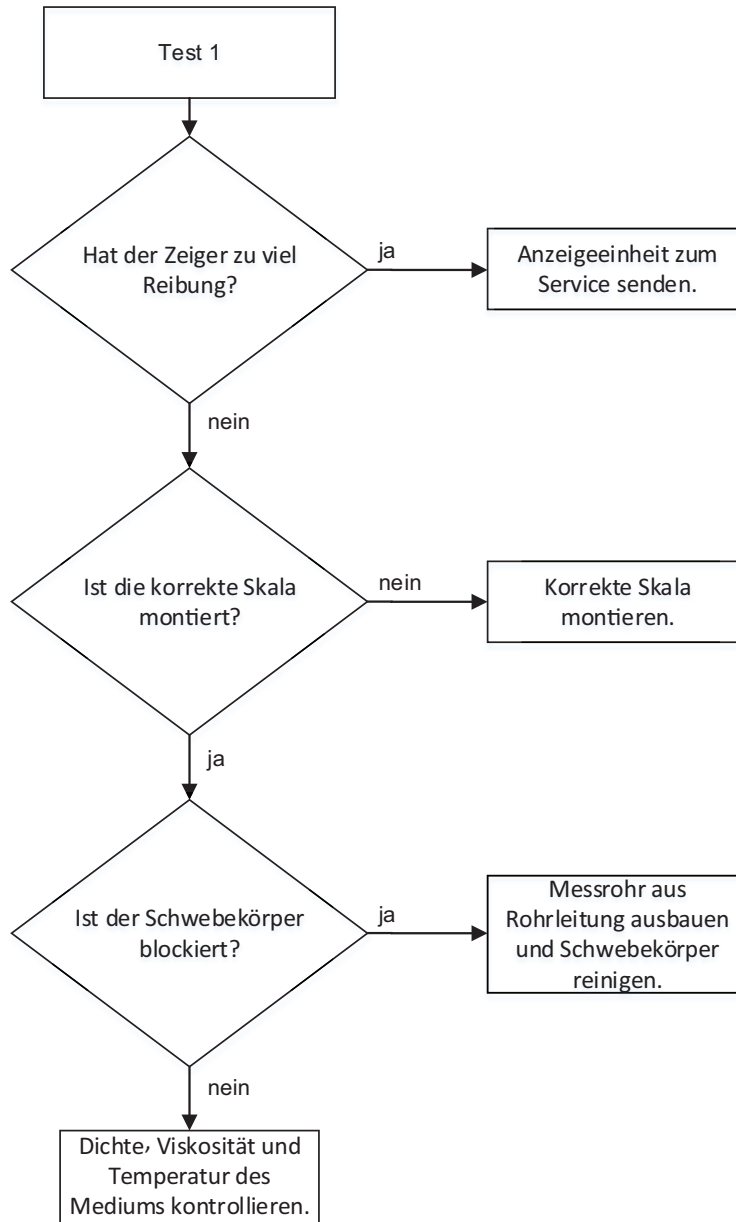 Test 1
Hat der Zeiger zu viel
Reibung?
ja
Anzeigeeinheit zum
Service senden.
nein
Ist die korrekte Skala
montiert?
nein
Korrekte Skala
montieren.
ja
Ist der Schwebekörper
blockiert?
ja
Messrohr aus
Rohrleitung ausbauen
und Schwebekörper
reinigen.
nein
Dichte, Viskosität und
Temperatur des
Mediums kontrollieren.